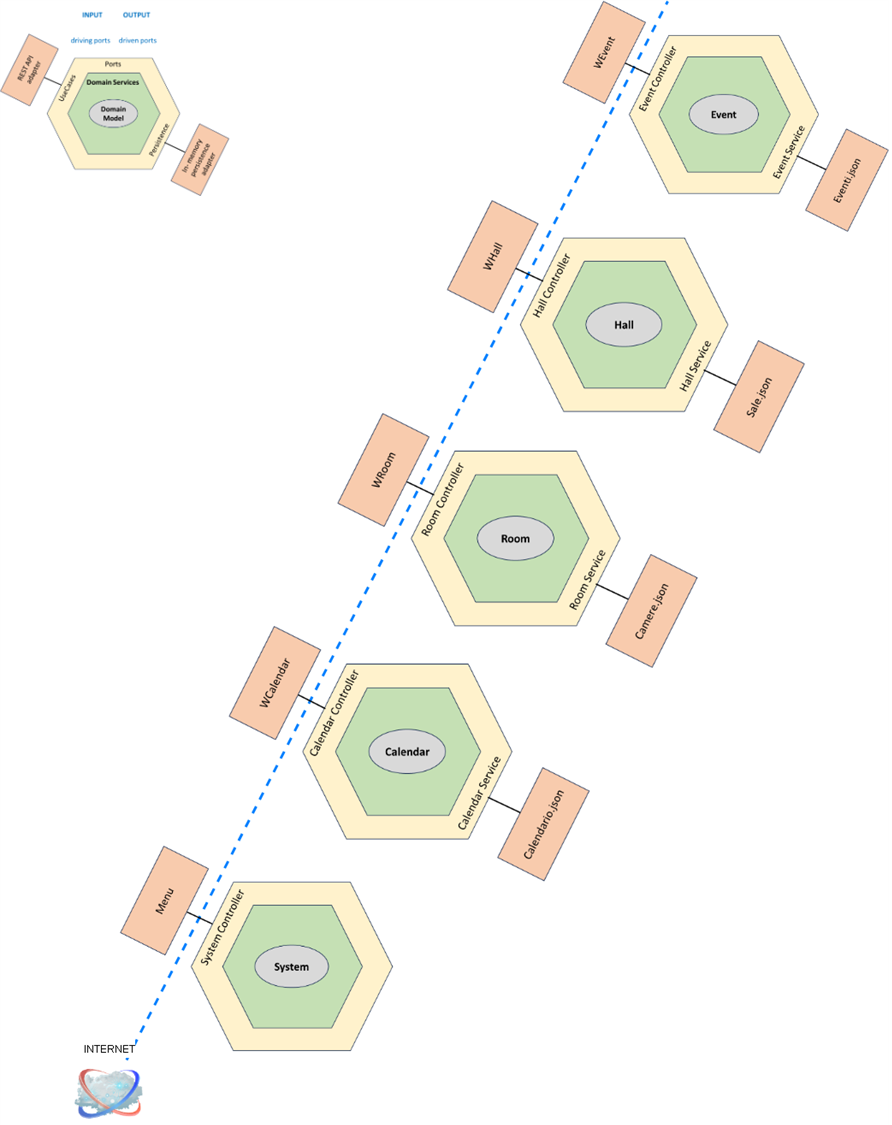 INPUT OUTPUT
driving ports driven ports
REST API
adapter
Ports
UseCases
Domain Services
Domain
Model
Persistence
In- memory
persistence
adapter
WEvent
Event Controller
Event
Event Service
Eventi.json
WHall
Hall Controller
Hall
Hall Service
Sale.json
WRoom
Room Controller
Room
Room Service
Camere.json
WCalendar
Calendar Controller
Calendar
Calendar Service
Calendario.json
Menu
System Controller
System
INTERNET